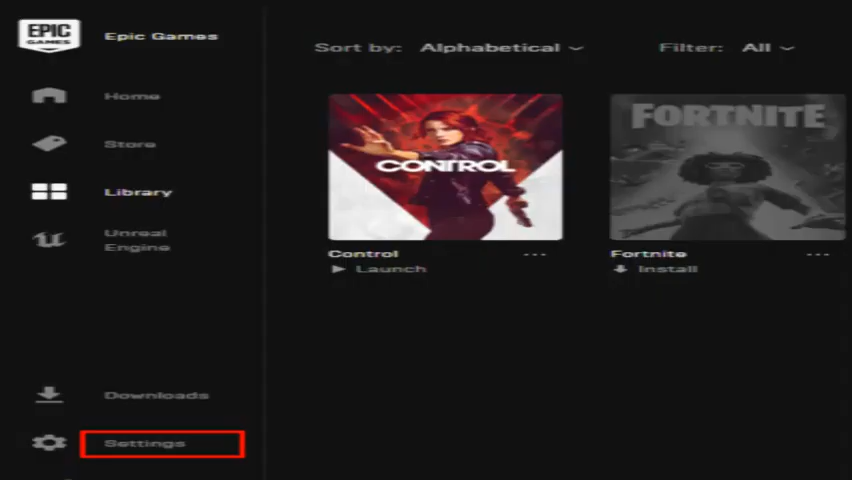 EPIC
GAMES
Epic Games
Home
Store
Library
Unreal
Engine
Downloads
Settings
Sort by: Alphabetical
Filter: All
CONTROL
FORTNITE
Control
Launch
Fortnite
Install